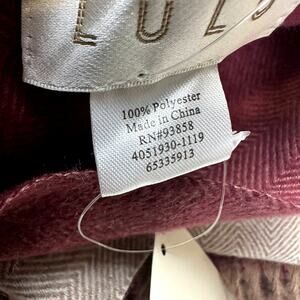 100% Polyester
Made in China
RN#93858
4051930-1119
65335913